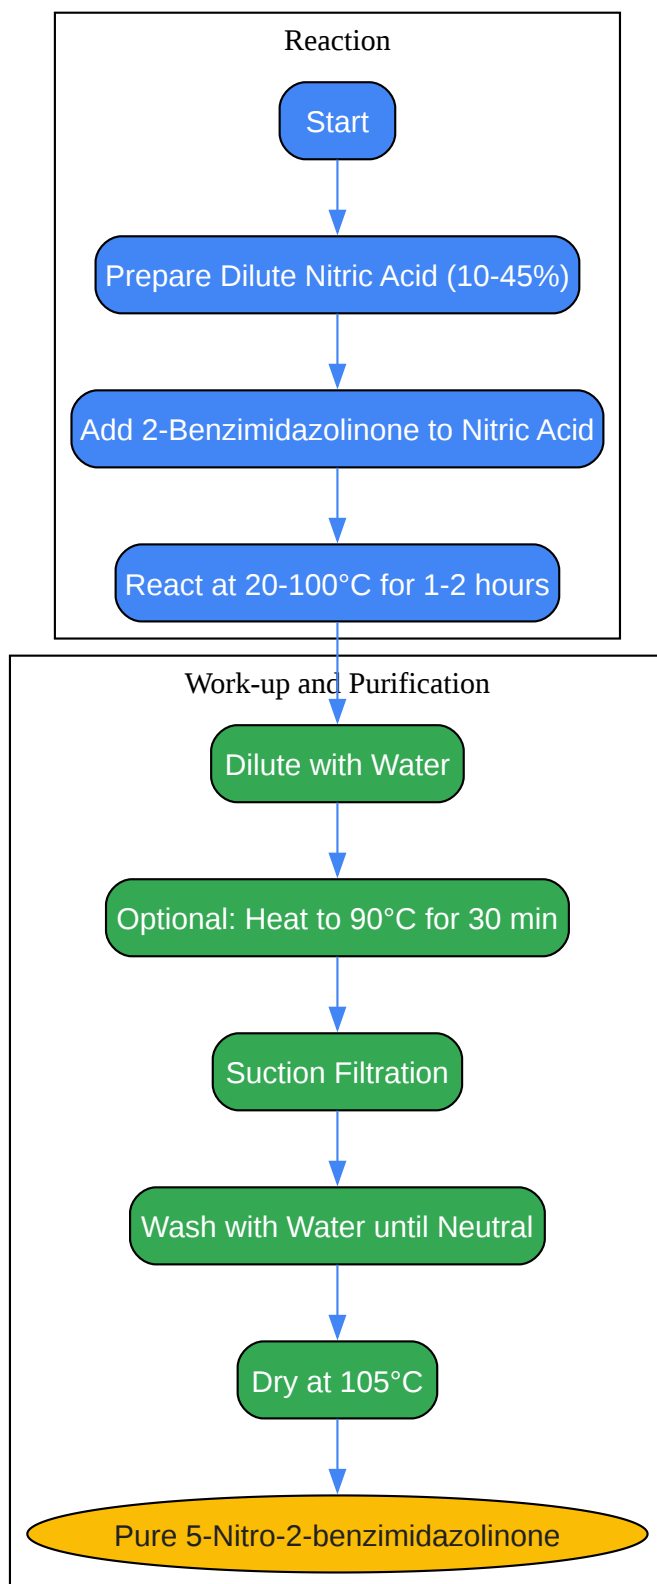 Reaction
Start
Prepare Dilute Nitric Acid (10-45%)
Add 2-Benzimidazolinone to Nitric Acid
React at 20-100°C for 1-2 hours
Work-up and Purification
Dilute with Water
Optional: Heat to 90°C for 30 min
Suction Filtration
Wash with Water until Neutral
Dry at 105°C
Pure 5-Nitro-2-benzimidazolinone